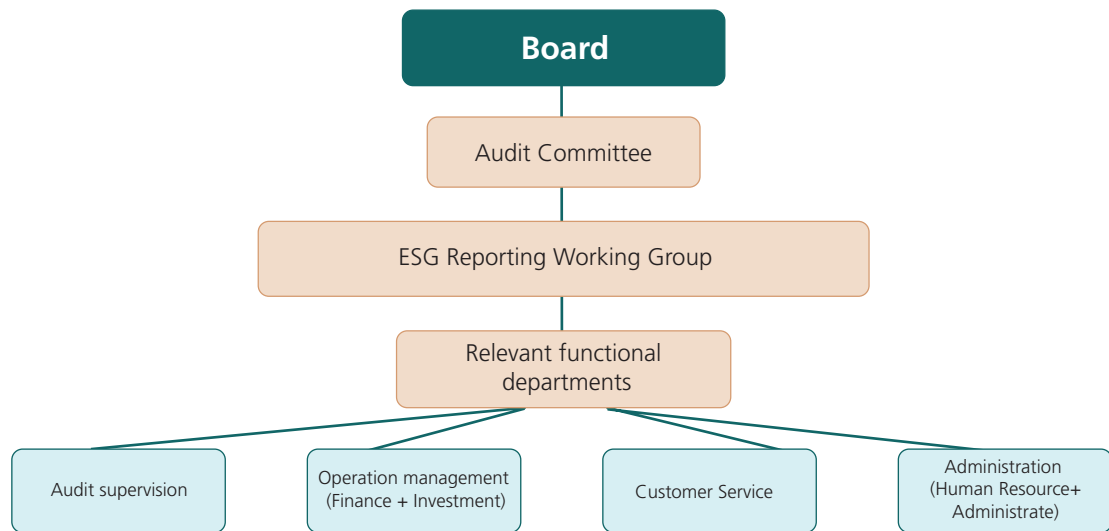 Board
Audit Committee
ESG Reporting Working Group
Relevant functional
departments
Audit supervision
Operation management
(Finance + Investment)
Customer Service
Administration
(Human Resource+
Administrate)